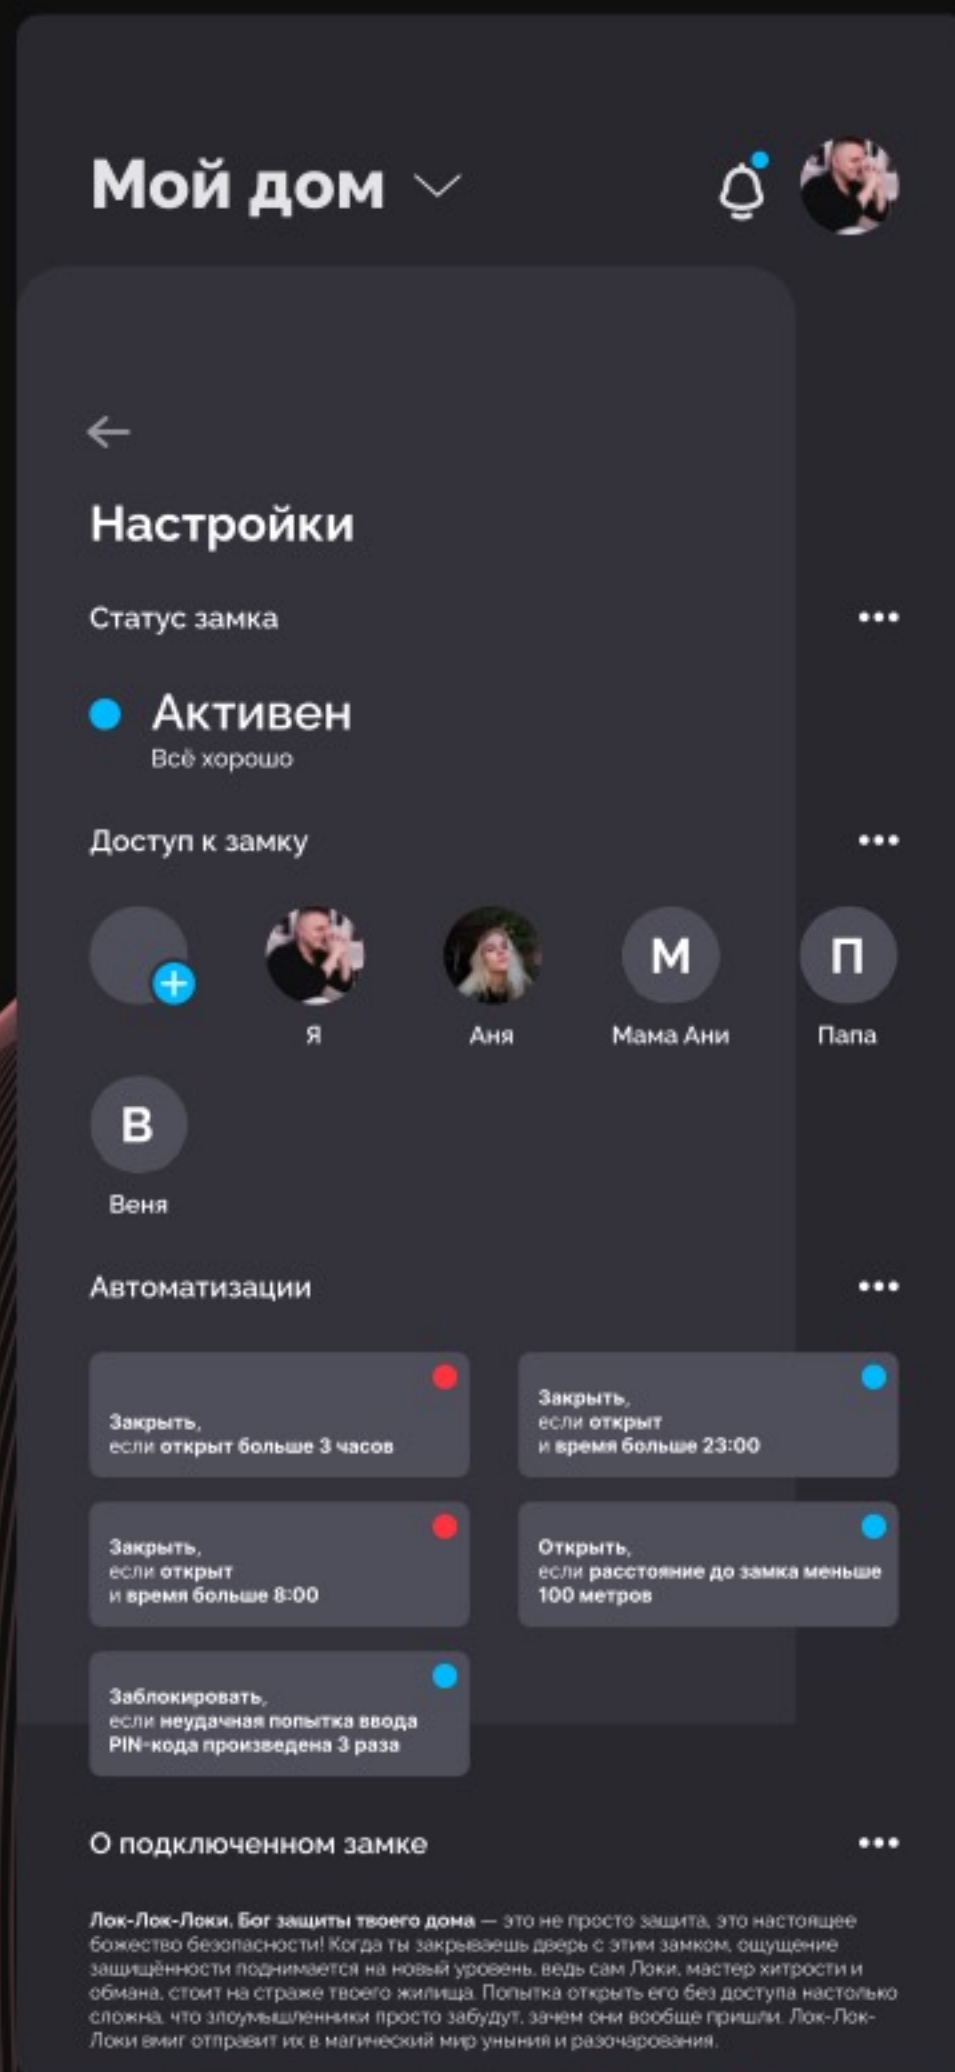 Мой дом
Настройки
Статус замка
Активен
Всё хорошо
Доступ к замку
М
П
Я
Аня
Мама Ани
Папа
В
Веня
Автоматизации
Закрыть,
если открыт больше 3 часов
Закрыть,
если открыт
и время больше 23:00
Закрыть,
если открыт
и время больше 8:00
Открыть,
если расстояние до замка меньше
100 метров
Заблокировать,
если неудачная попытка ввода
PIN-кода произведена 3 раза
О подключенном замке
Лок-Лок-Локи. Бог защиты твоего дома — это не просто защита, это настоящее
божество безопасности! Когда ты закрываешь дверь с этим замком, ощущение
защищённости поднимается на новый уровень, ведь сам Локи, мастер хитрости и
обмана, стоит на страже твоего жилища. Попытка открыть его без доступа настолько
сложна, что злоумышленники просто забудут, зачем они вообще пришли. Лок-Лок-
Локи вмиг отправит их в магический мир уныния и разочарования.